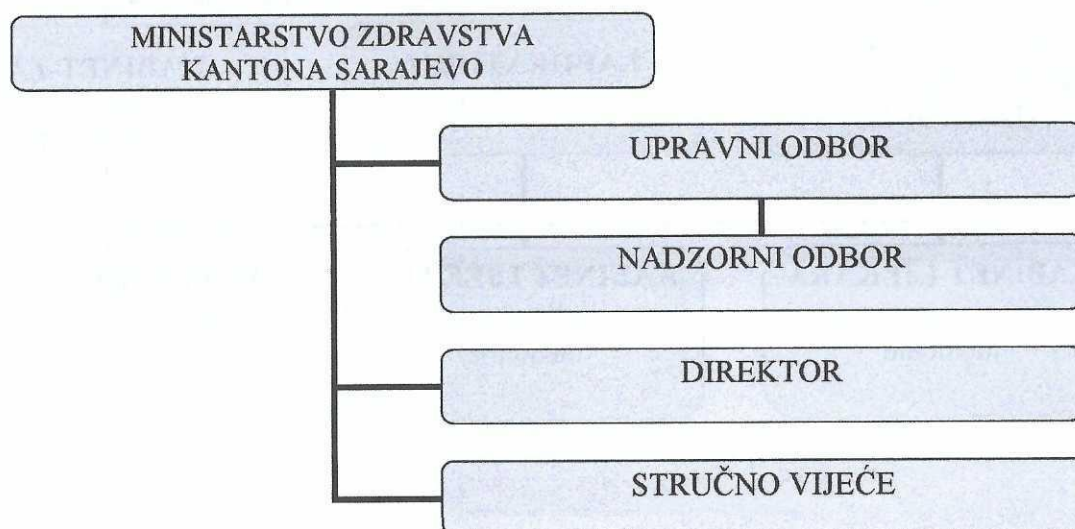 MINISTARSTVO ZDRAVSTVA
KANTONA SARAJEVO
UPRAVNI ODBOR
NADZORNI ODBOR
DIREKTOR
STRUČNO VIJEĆE